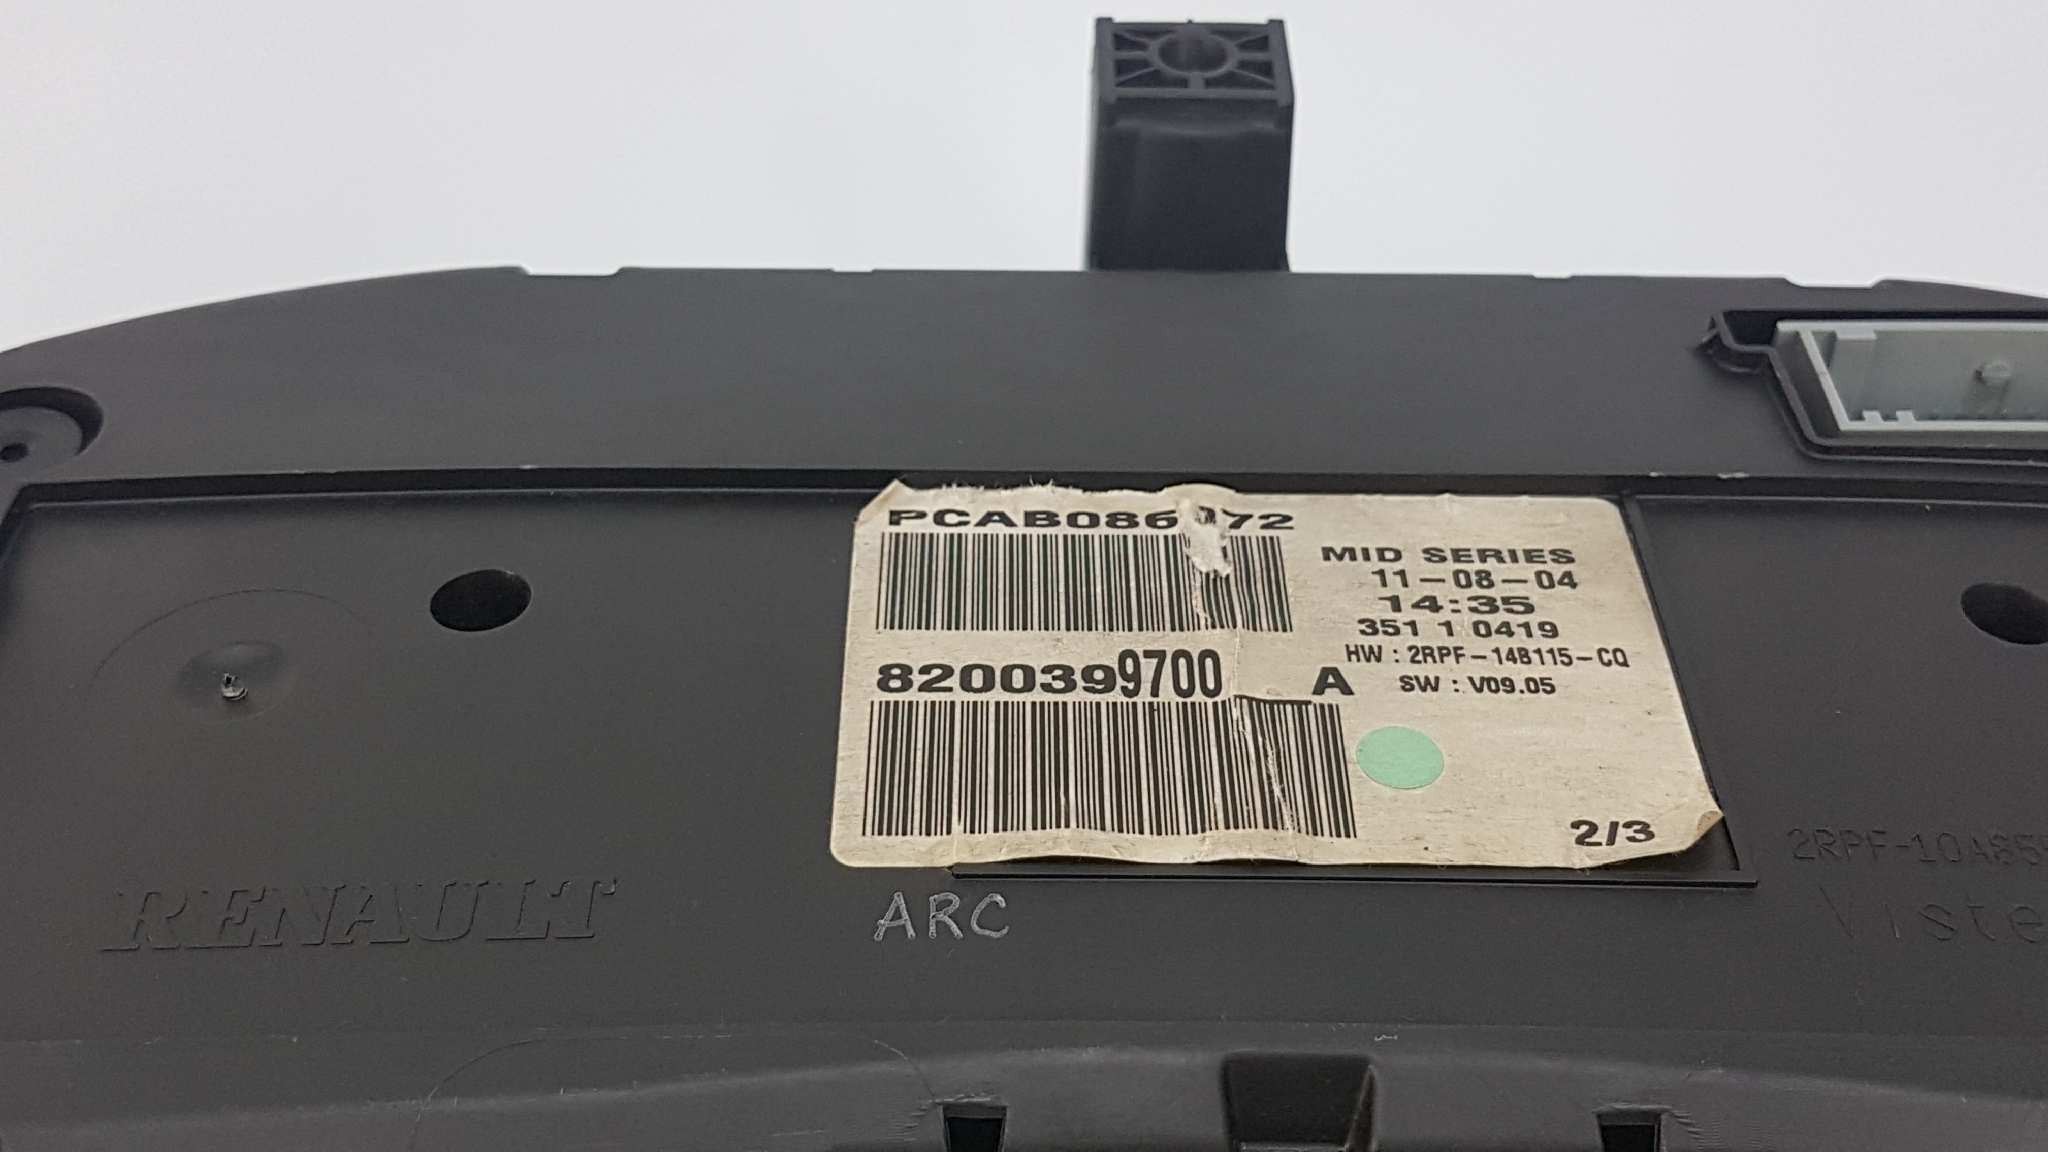 MID SERIES
11-08-04
14:35
351 1 0419
HW : 2RPF-14B115-CQ
8200399700 A
SW : V09.05
2/3
RENAULT
ARC